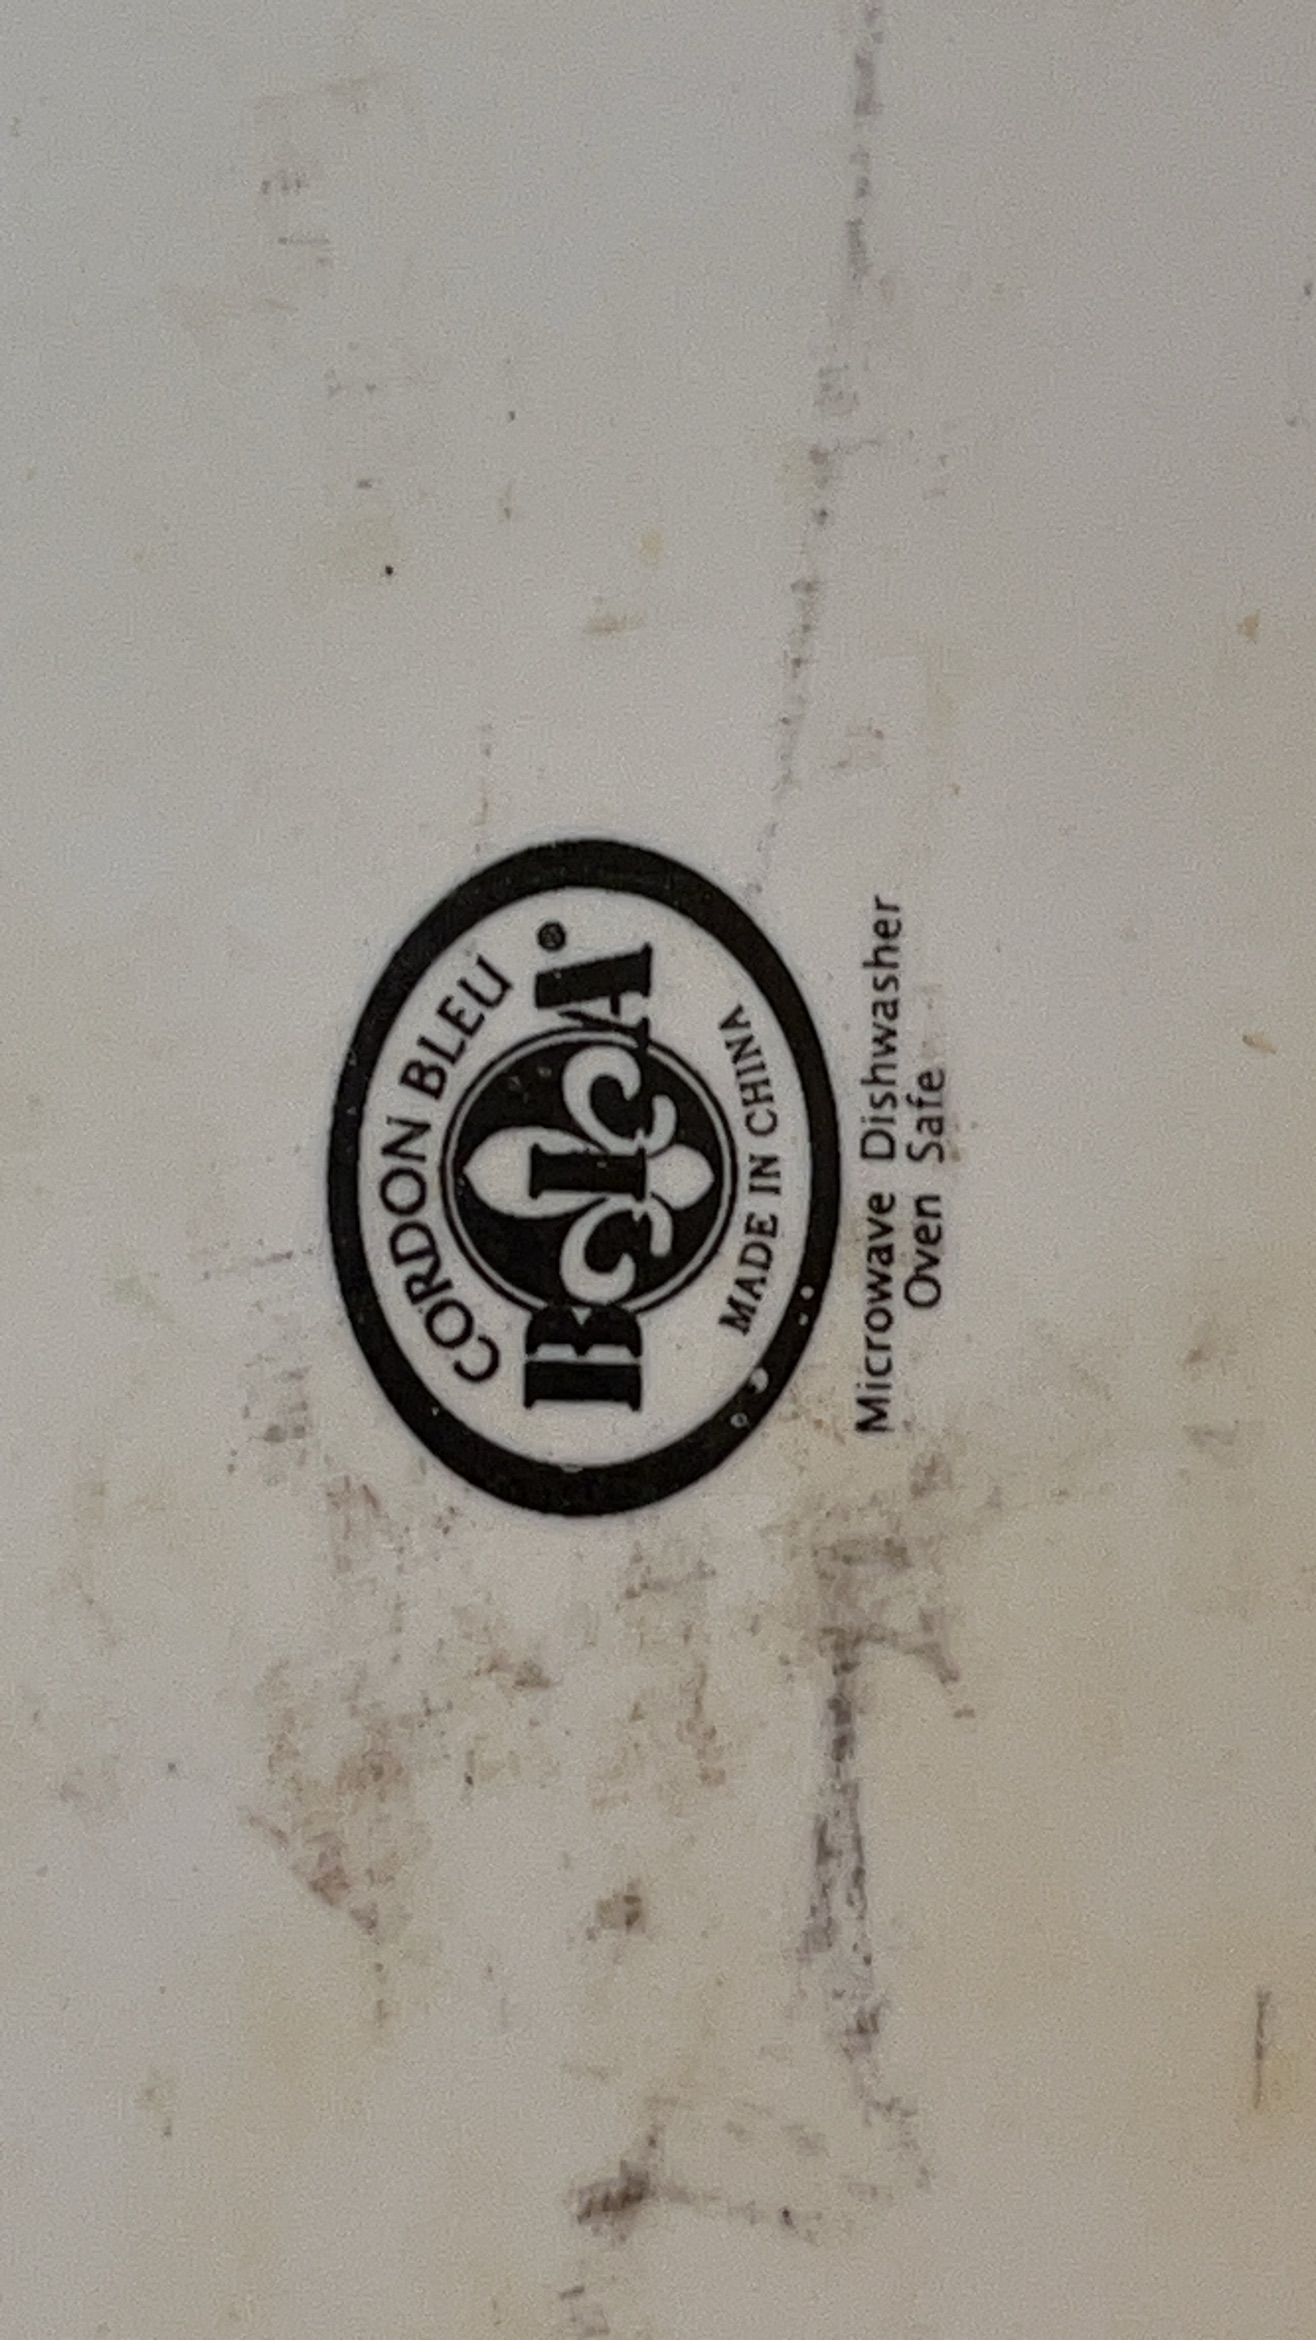 CORDON BLEU
BIA®
MADE IN CHINA
Microwave Dishwasher
Oven Safe